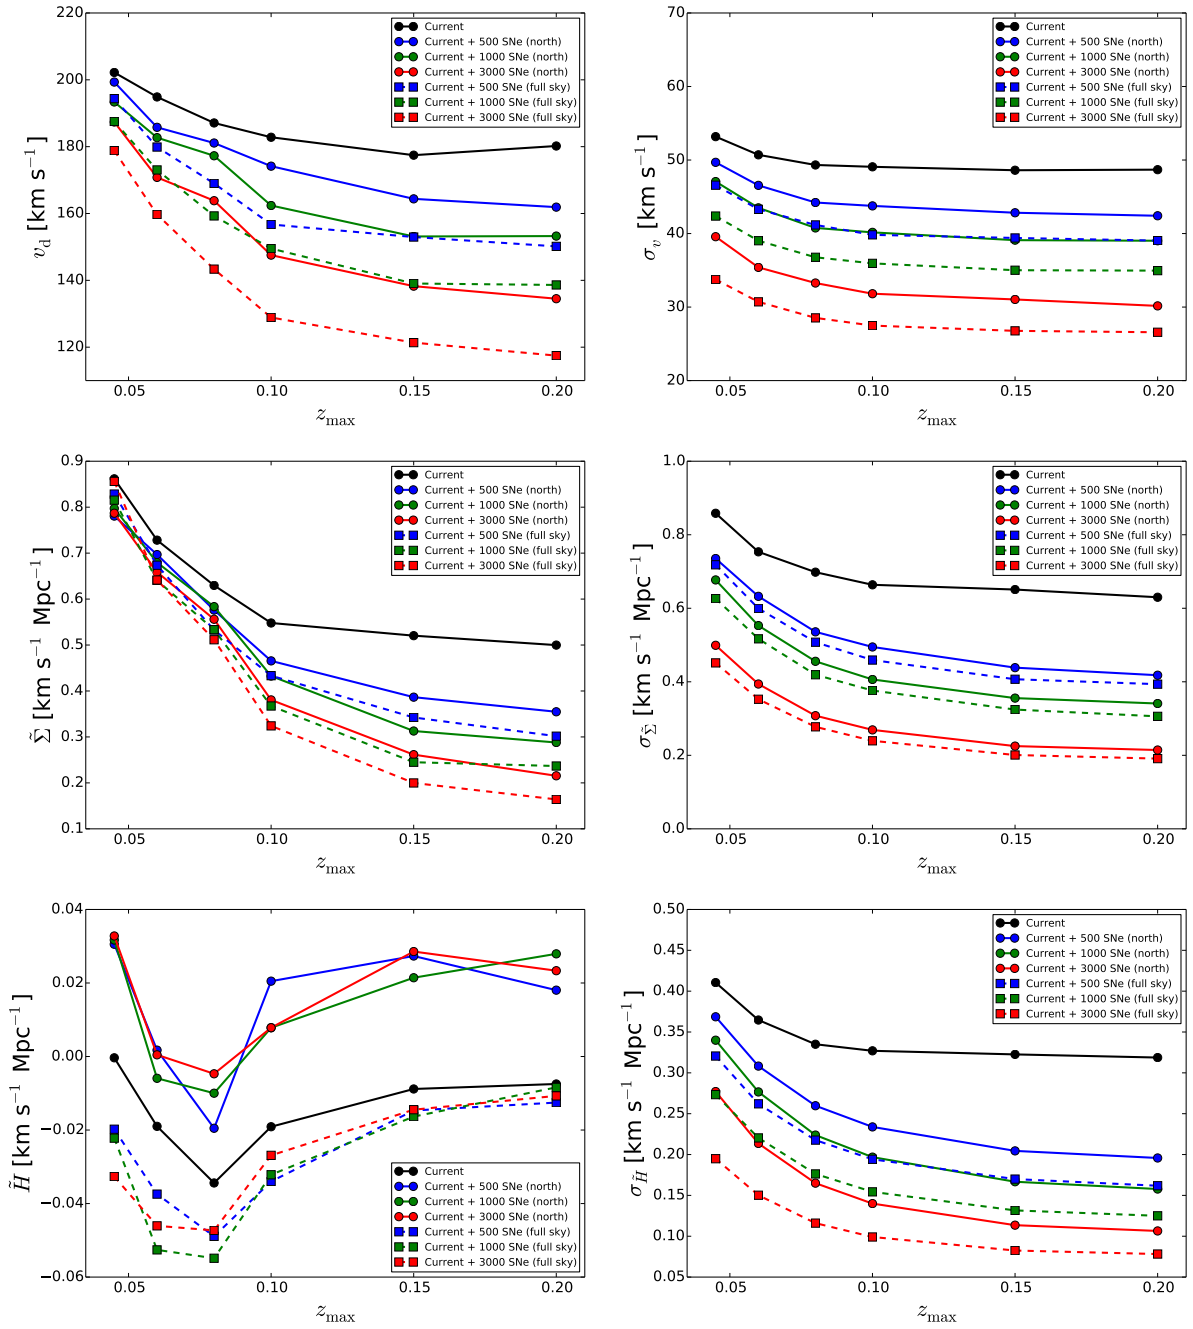 220
200
180
160
140
120
v_d [km s⁻¹]
0.05 0.10 0.15 0.20
z_max
Current
Current + 500 SNe (north)
Current + 1000 SNe (north)
Current + 3000 SNe (north)
Current + 500 SNe (full sky)
Current + 1000 SNe (full sky)
Current + 3000 SNe (full sky)
70
60
50
40
30
20
σ_v [km s⁻¹]
0.05 0.10 0.15 0.20
z_max
Current
Current + 500 SNe (north)
Current + 1000 SNe (north)
Current + 3000 SNe (north)
Current + 500 SNe (full sky)
Current + 1000 SNe (full sky)
Current + 3000 SNe (full sky)
0.9
0.8
0.7
0.6
0.5
0.4
0.3
0.2
0.1
Σ̃ [km s⁻¹ Mpc⁻¹]
0.05 0.10 0.15 0.20
z_max
Current
Current + 500 SNe (north)
Current + 1000 SNe (north)
Current + 3000 SNe (north)
Current + 500 SNe (full sky)
Current + 1000 SNe (full sky)
Current + 3000 SNe (full sky)
1.0
0.8
0.6
0.4
0.2
0.0
σ_Σ̃ [km s⁻¹ Mpc⁻¹]
0.05 0.10 0.15 0.20
z_max
Current
Current + 500 SNe (north)
Current + 1000 SNe (north)
Current + 3000 SNe (north)
Current + 500 SNe (full sky)
Current + 1000 SNe (full sky)
Current + 3000 SNe (full sky)
0.04
0.02
0.00
−0.02
−0.04
−0.06
H̃ [km s⁻¹ Mpc⁻¹]
0.05 0.10 0.15 0.20
z_max
Current
Current + 500 SNe (north)
Current + 1000 SNe (north)
Current + 3000 SNe (north)
Current + 500 SNe (full sky)
Current + 1000 SNe (full sky)
Current + 3000 SNe (full sky)
0.50
0.45
0.40
0.35
0.30
0.25
0.20
0.15
0.10
0.05
σ_H̃ [km s⁻¹ Mpc⁻¹]
0.05 0.10 0.15 0.20
z_max
Current
Current + 500 SNe (north)
Current + 1000 SNe (north)
Current + 3000 SNe (north)
Current + 500 SNe (full sky)
Current + 1000 SNe (full sky)
Current + 3000 SNe (full sky)